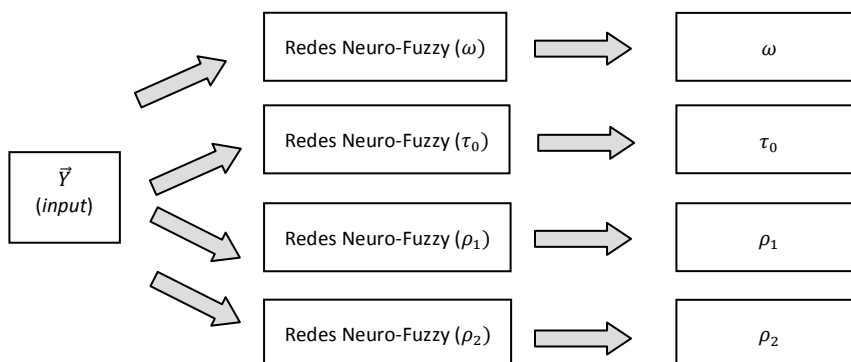 Redes Neuro-Fuzzy (ω)
ω
Redes Neuro-Fuzzy (τ₀)
τ₀
Y⃗
(input)
Redes Neuro-Fuzzy (ρ₁)
ρ₁
Redes Neuro-Fuzzy (ρ₂)
ρ₂